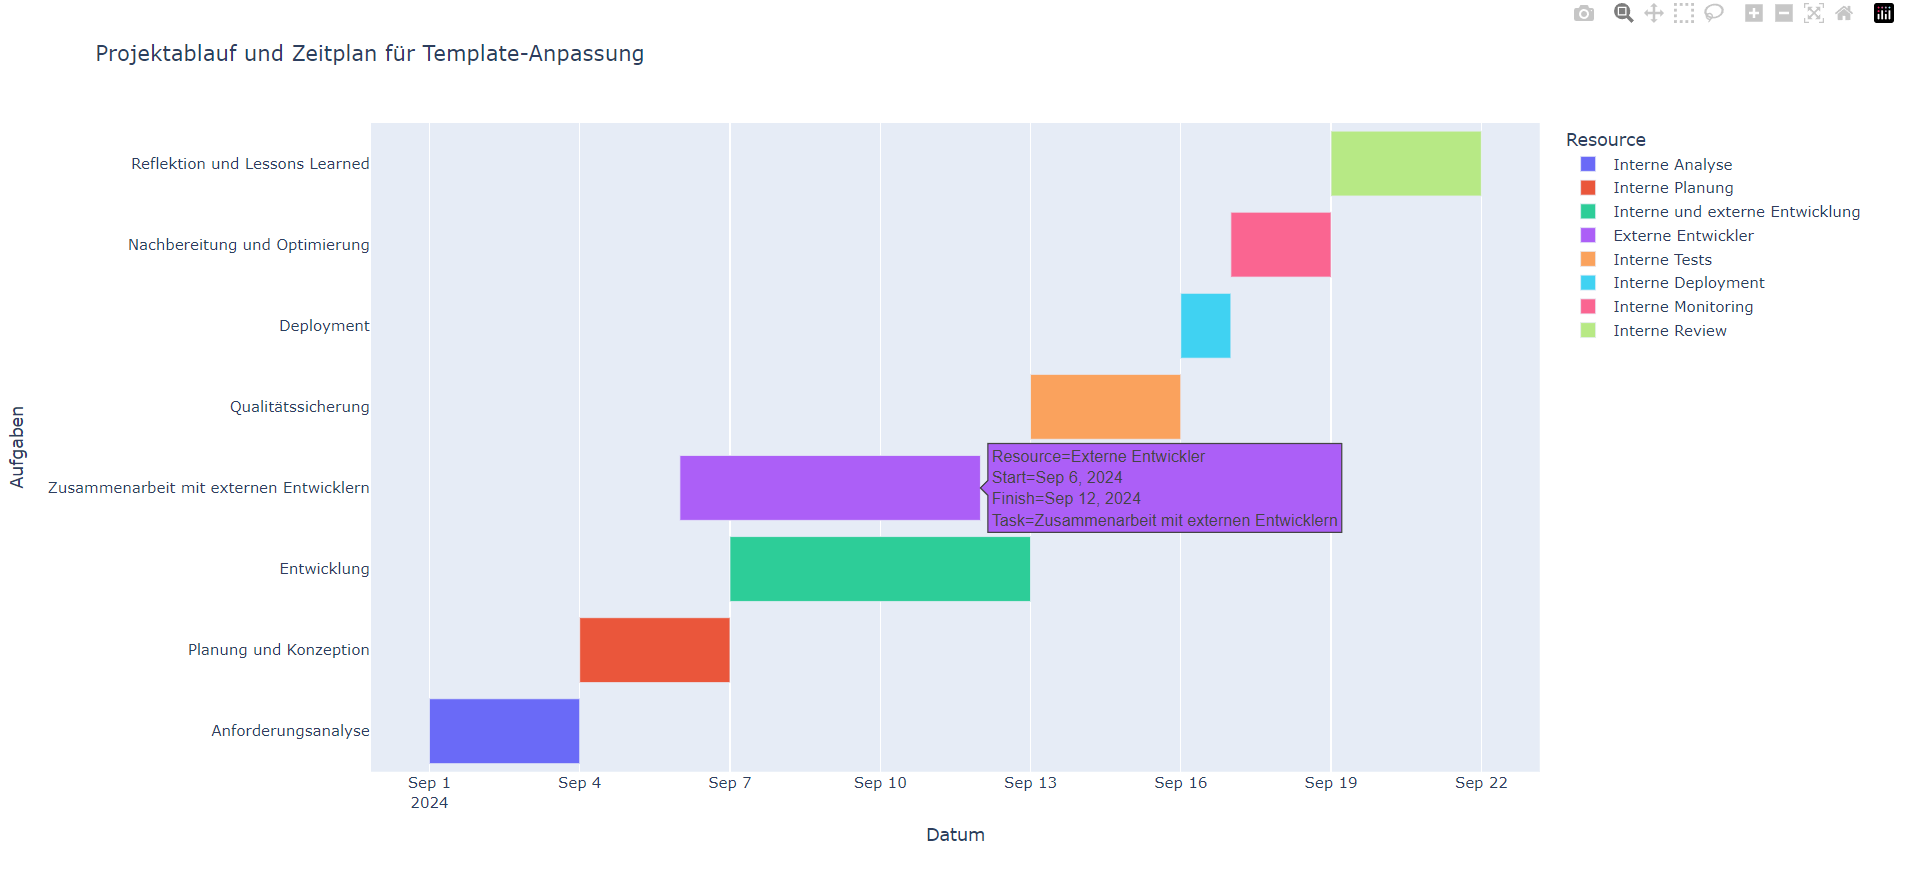 Projektablauf und Zeitplan für Template-Anpassung
Aufgaben
Reflektion und Lessons Learned
Nachbereitung und Optimierung
Deployment
Qualitätssicherung
Zusammenarbeit mit externen Entwicklern
Entwicklung
Planung und Konzeption
Anforderungsanalyse
Resource=Externe Entwickler
Start=Sep 6, 2024
Finish=Sep 12, 2024
Task=Zusammenarbeit mit externen Entwicklern
Sep 1 Sep 4 Sep 7 Sep 10 Sep 13 Sep 16 Sep 19 Sep 22
2024
Datum
Resource
Interne Analyse
Interne Planung
Interne und externe Entwicklung
Externe Entwickler
Interne Tests
Interne Deployment
Interne Monitoring
Interne Review